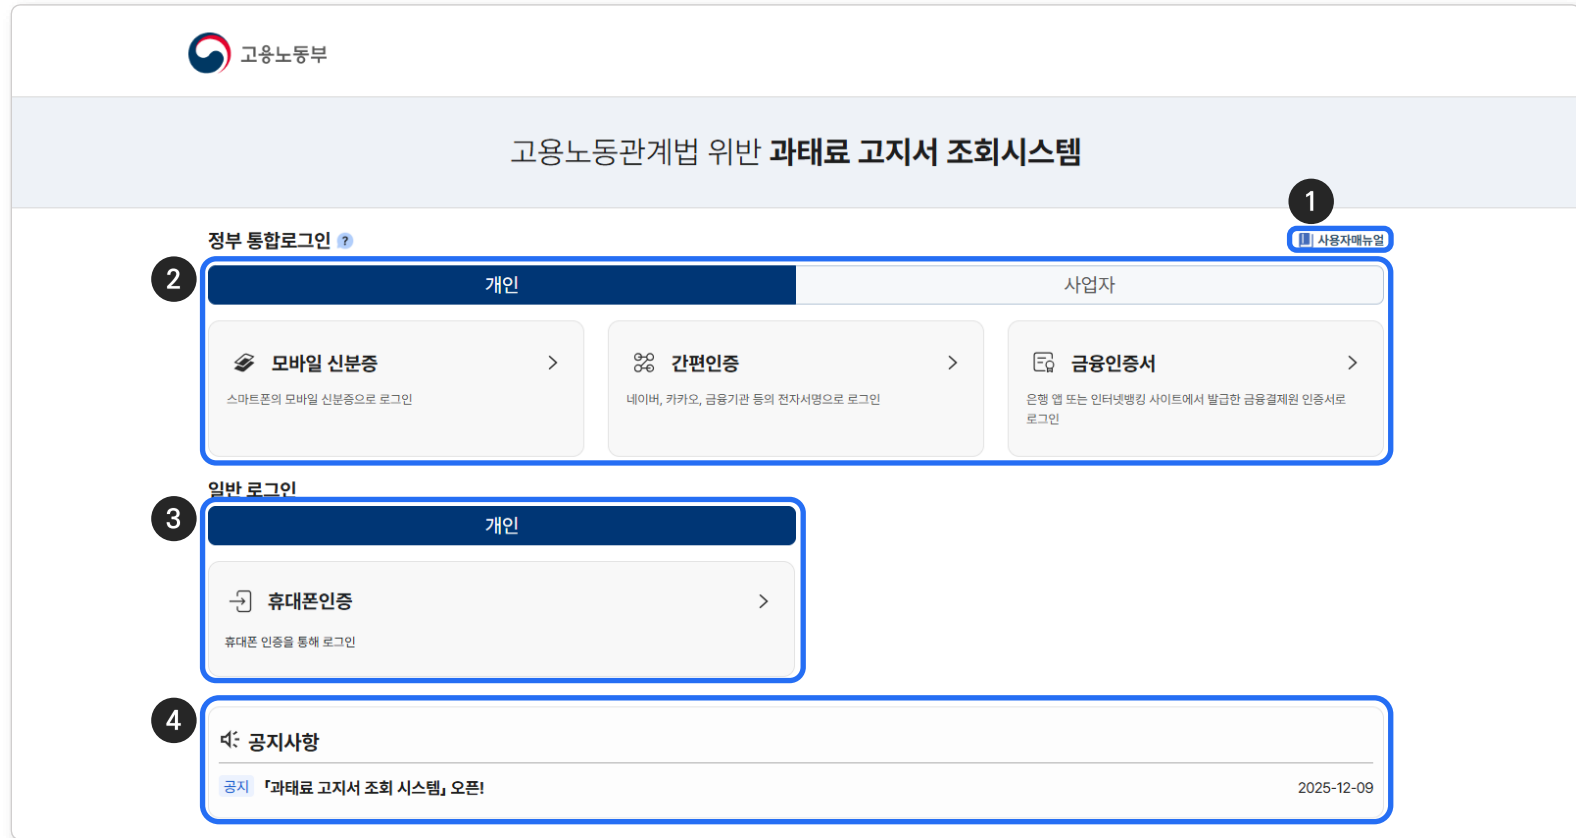 고용노동부
고용노동관계법 위반 과태료 고지서 조회시스템
1
정부 통합로그인 ?
사용자매뉴얼
2
개인
사업자
모바일 신분증
스마트폰의 모바일 신분증으로 로그인
간편인증
네이버, 카카오, 금융기관 등의 전자서명으로 로그인
금융인증서
은행 앱 또는 인터넷뱅킹 사이트에서 발급한 금융결제원 인증서로
로그인
일반 로그인
3
개인
휴대폰인증
휴대폰 인증을 통해 로그인
4
공지사항
공지 「과태료 고지서 조회 시스템」 오픈! 2025-12-09